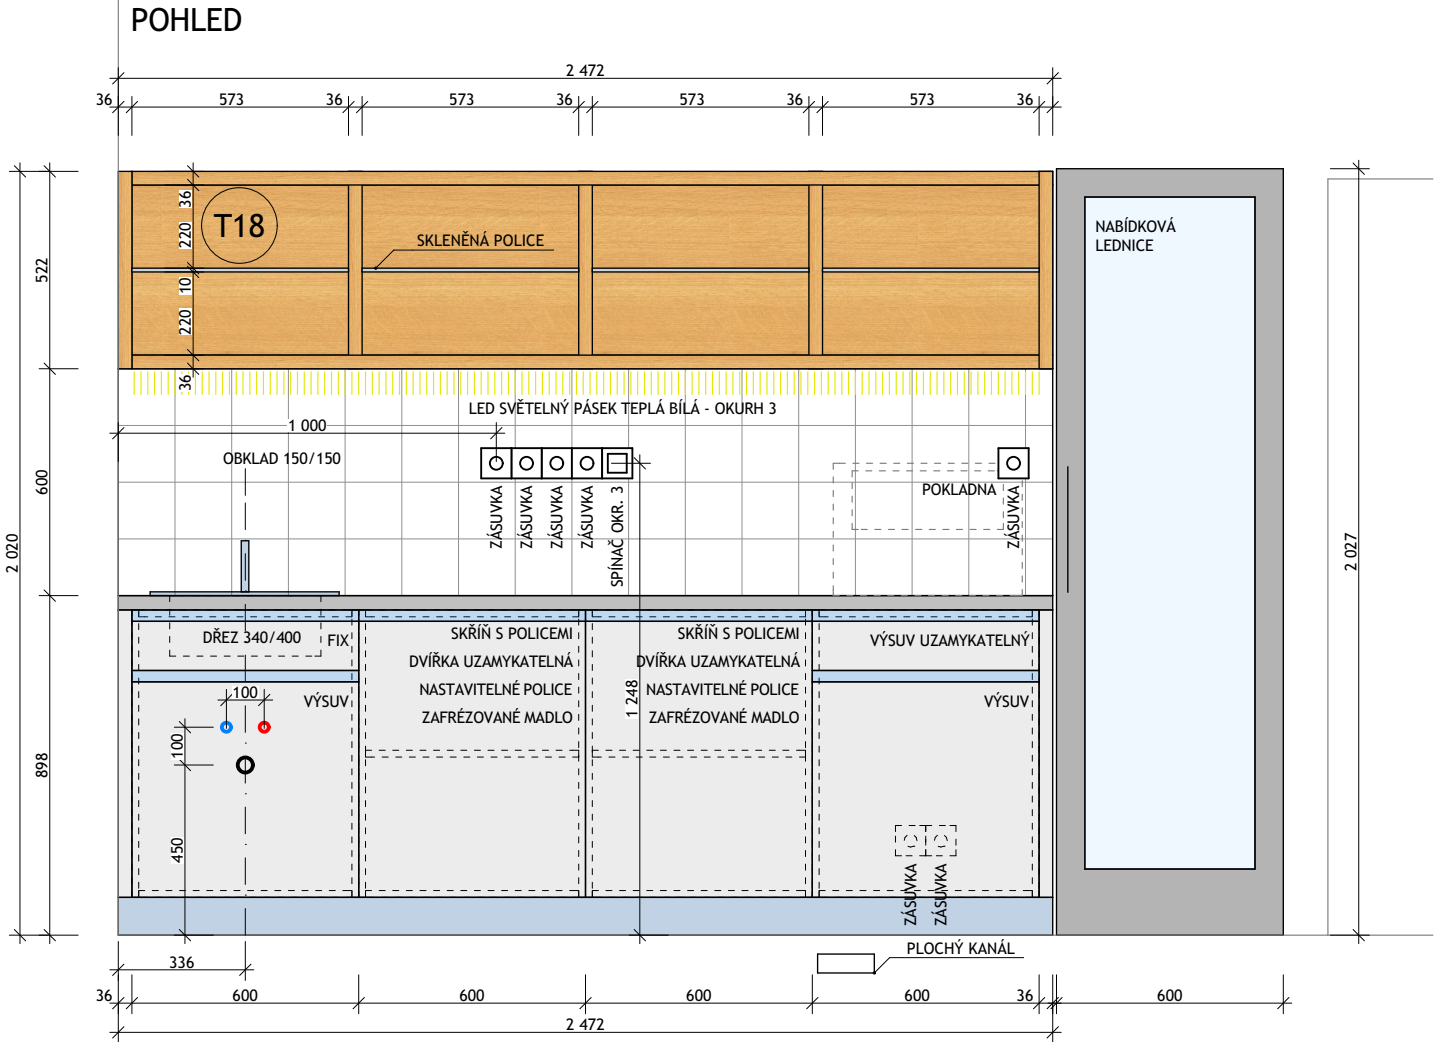 POHLED
2 472
36 573 36 573 36 573 36 573 36
36
220
10
220
36
T18
SKLENĚNÁ POLICE
NABÍDKOVÁ
LEDNICE
522
600
898
2 020
2 027
LED SVĚTELNÝ PÁSEK TEPLÁ BÍLÁ - OKURH 3
1 000
OBKLAD 150/150
ZÁSUVKA
ZÁSUVKA
ZÁSUVKA
ZÁSUVKA
SPÍNAČ OKR. 3
POKLADNA
ZÁSUVKA
DŘEZ 340/400
FIX
VÝSUV
100
100
450
SKŘÍŇ S POLICEMI
DVÍŘKA UZAMYKATELNÁ
NASTAVITELNÉ POLICE
ZAFRÉZOVANÉ MADLO
SKŘÍŇ S POLICEMI
DVÍŘKA UZAMYKATELNÁ
NASTAVITELNÉ POLICE
ZAFRÉZOVANÉ MADLO
1 248
VÝSUV UZAMYKATELNÝ
VÝSUV
ZÁSUVKA
ZÁSUVKA
PLOCHÝ KANÁL
336
36 600 600 600 600 36 600
2 472